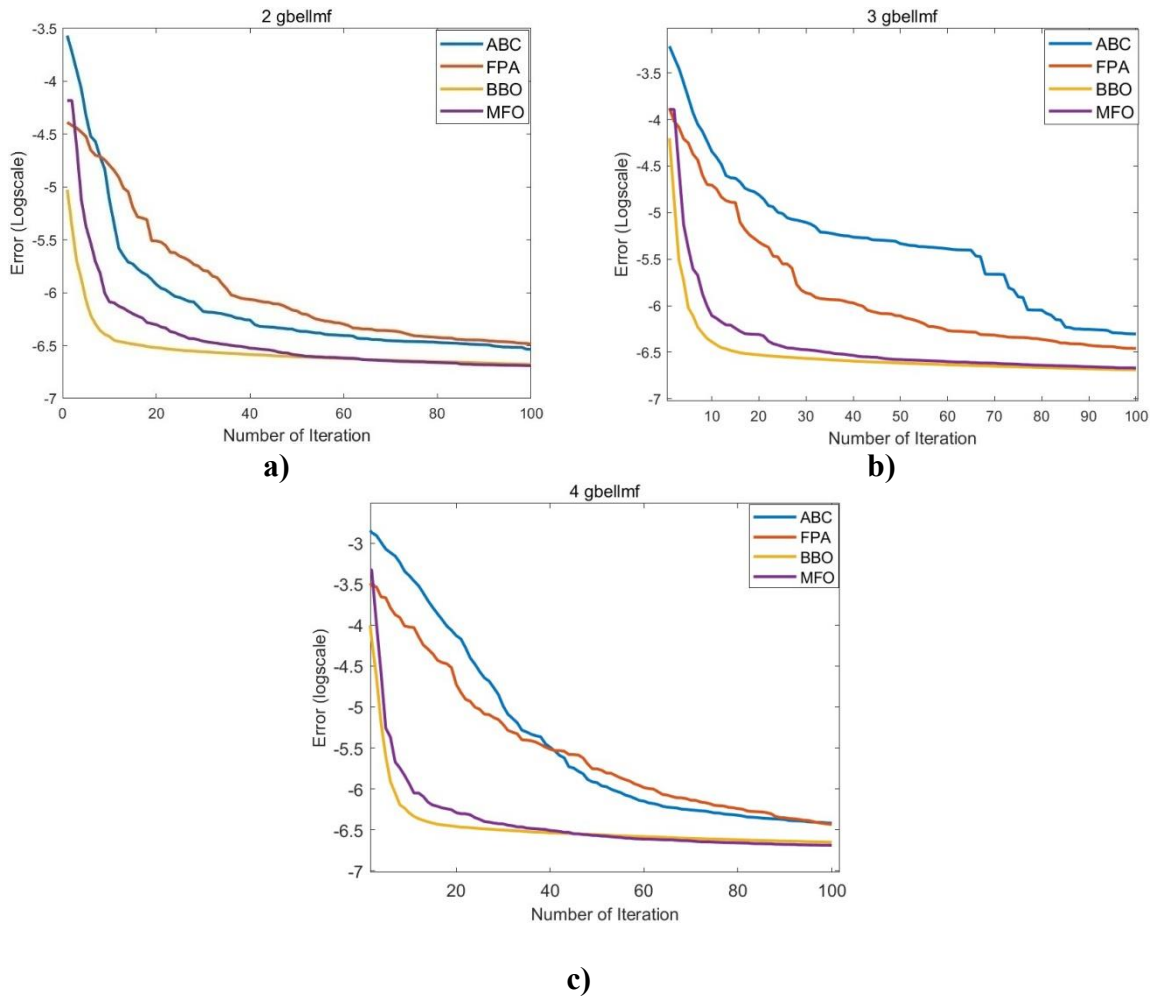 2 gbellmf
Error (Logscale)
-3.5
-4
-4.5
-5
-5.5
-6
-6.5
-7
0 20 40 60 80 100
Number of Iteration
ABC
FPA
BBO
MFO
a)
3 gbellmf
Error (Logscale)
-3.5
-4
-4.5
-5
-5.5
-6
-6.5
-7
10 20 30 40 50 60 70 80 90 100
Number of Iteration
ABC
FPA
BBO
MFO
b)
4 gbellmf
Error (logscale)
-3
-3.5
-4
-4.5
-5
-5.5
-6
-6.5
-7
20 40 60 80 100
Number of Iteration
ABC
FPA
BBO
MFO
c)